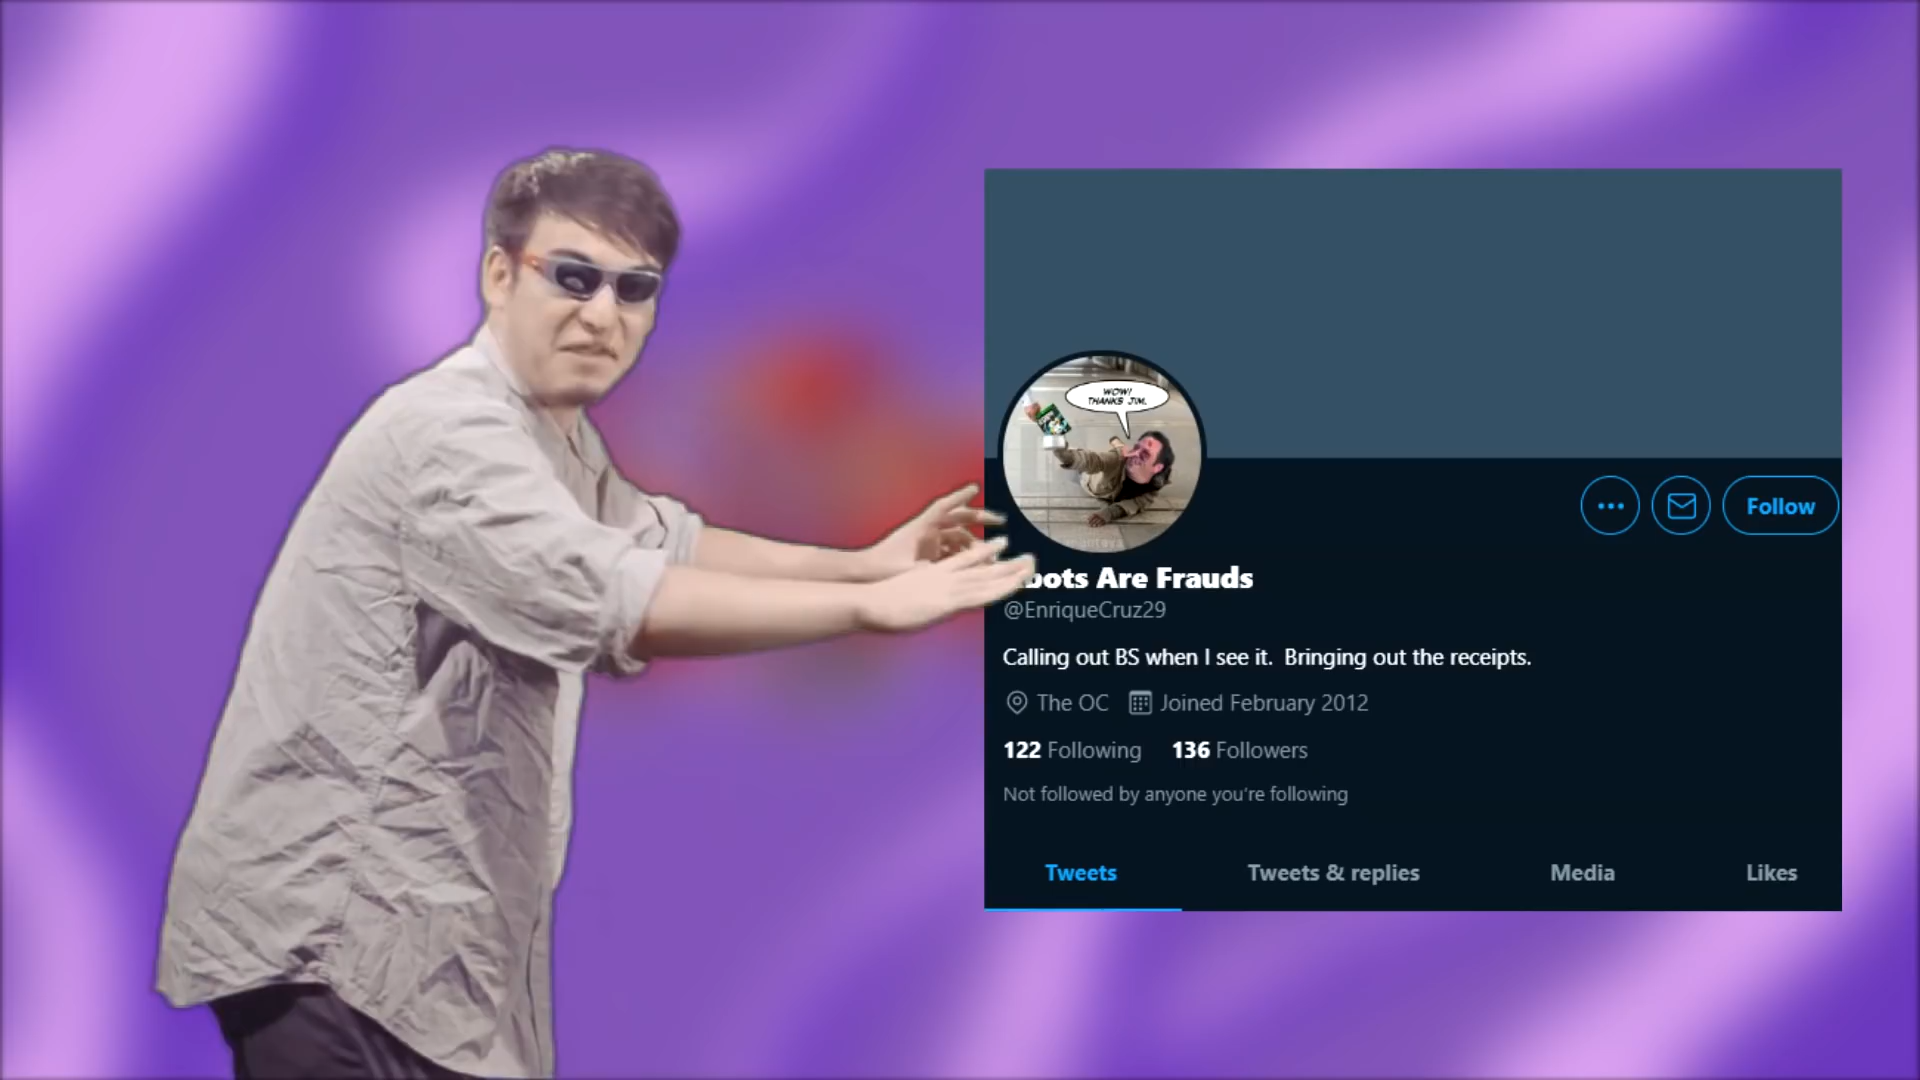 WOW!
THANKS JIM.
Follow
Are Frauds
@EnriqueCruz29
Calling out BS when I see it. Bringing out the receipts.
The OC Joined February 2012
122 Following 136 Followers
Not followed by anyone you're following
Tweets Tweets & replies Media Likes